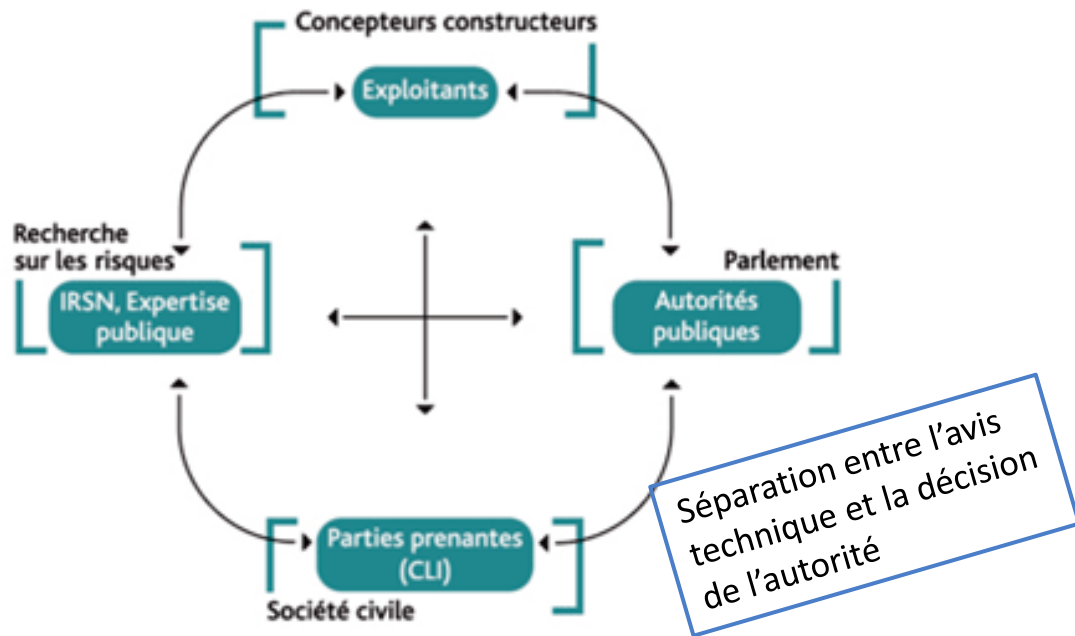 Concepteurs constructeurs
Exploitants
Recherche
sur les risques
IRSN, Expertise
publique
Parlement
Autorités
publiques
Séparation entre l’avis
technique et la décision
de l’autorité
Parties prenantes
(CLI)
Société civile